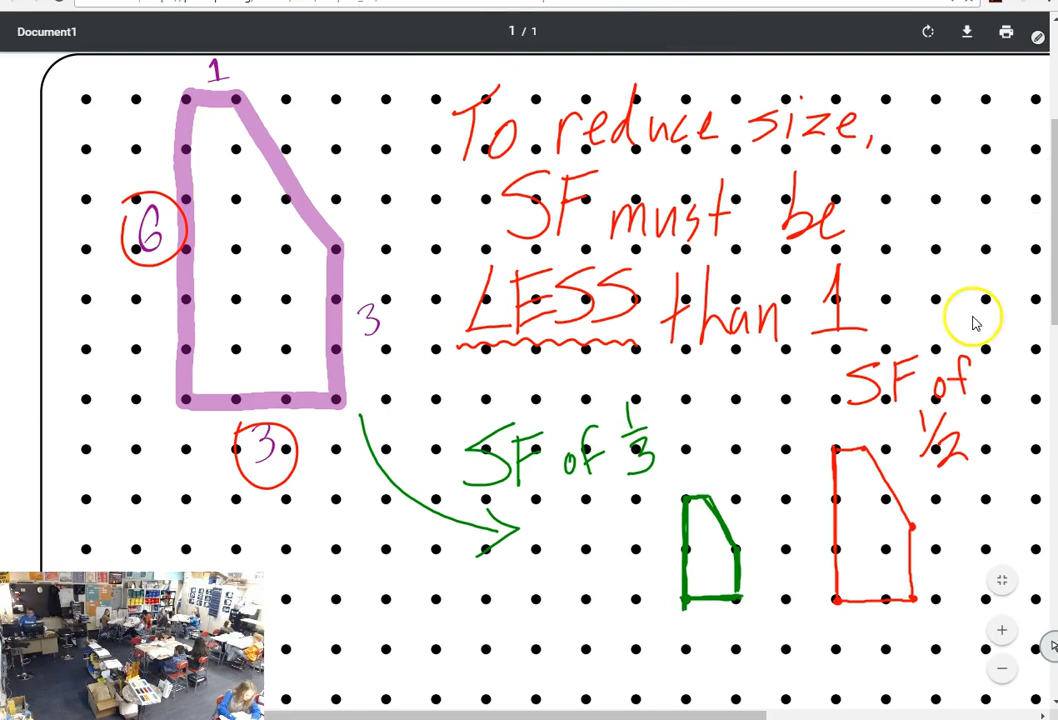 Document1
1 / 1
1
To reduce size,
6
SF must be
LESS than 1
3
SF of
1/2
3
SF of 1/3